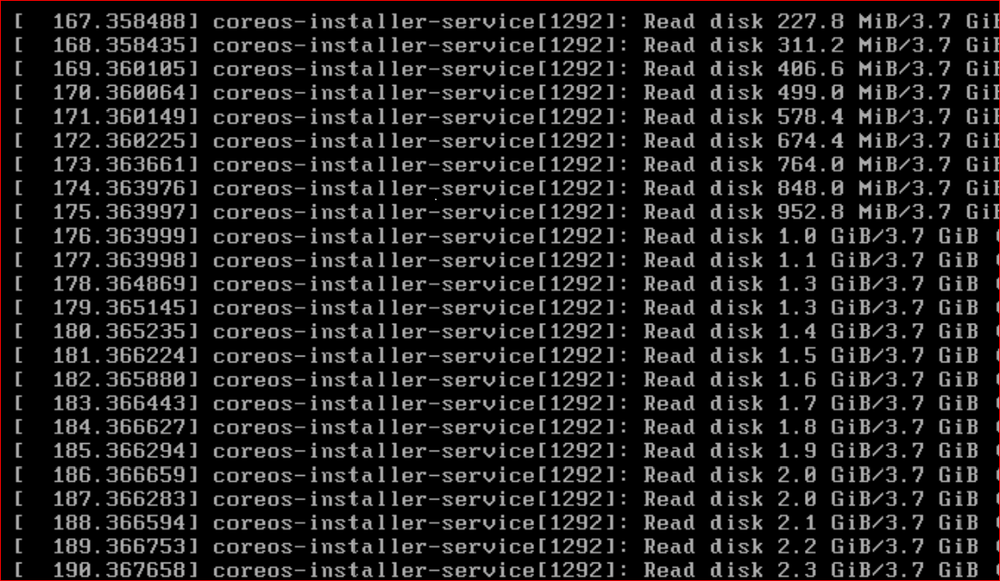 [  167.358488] coreos-installer-service[1292]: Read disk 227.8 MiB/3.7 GiB
[  168.358435] coreos-installer-service[1292]: Read disk 311.2 MiB/3.7 GiB
[  169.360105] coreos-installer-service[1292]: Read disk 406.6 MiB/3.7 GiB
[  170.360064] coreos-installer-service[1292]: Read disk 499.0 MiB/3.7 GiB
[  171.360149] coreos-installer-service[1292]: Read disk 578.4 MiB/3.7 GiB
[  172.360225] coreos-installer-service[1292]: Read disk 674.4 MiB/3.7 GiB
[  173.363661] coreos-installer-service[1292]: Read disk 764.0 MiB/3.7 GiB
[  174.363976] coreos-installer-service[1292]: Read disk 848.0 MiB/3.7 GiB
[  175.363997] coreos-installer-service[1292]: Read disk 952.8 MiB/3.7 GiB
[  176.363999] coreos-installer-service[1292]: Read disk 1.0 GiB/3.7 GiB (
[  177.363998] coreos-installer-service[1292]: Read disk 1.1 GiB/3.7 GiB (
[  178.364869] coreos-installer-service[1292]: Read disk 1.3 GiB/3.7 GiB (
[  179.365145] coreos-installer-service[1292]: Read disk 1.3 GiB/3.7 GiB (
[  180.365235] coreos-installer-service[1292]: Read disk 1.4 GiB/3.7 GiB (
[  181.366224] coreos-installer-service[1292]: Read disk 1.5 GiB/3.7 GiB (
[  182.365880] coreos-installer-service[1292]: Read disk 1.6 GiB/3.7 GiB (
[  183.366443] coreos-installer-service[1292]: Read disk 1.7 GiB/3.7 GiB (
[  184.366627] coreos-installer-service[1292]: Read disk 1.8 GiB/3.7 GiB (
[  185.366294] coreos-installer-service[1292]: Read disk 1.9 GiB/3.7 GiB (
[  186.366659] coreos-installer-service[1292]: Read disk 2.0 GiB/3.7 GiB (
[  187.366283] coreos-installer-service[1292]: Read disk 2.0 GiB/3.7 GiB (
[  188.366594] coreos-installer-service[1292]: Read disk 2.1 GiB/3.7 GiB (
[  189.366753] coreos-installer-service[1292]: Read disk 2.2 GiB/3.7 GiB (
[  190.367658] coreos-installer-service[1292]: Read disk 2.3 GiB/3.7 GiB (